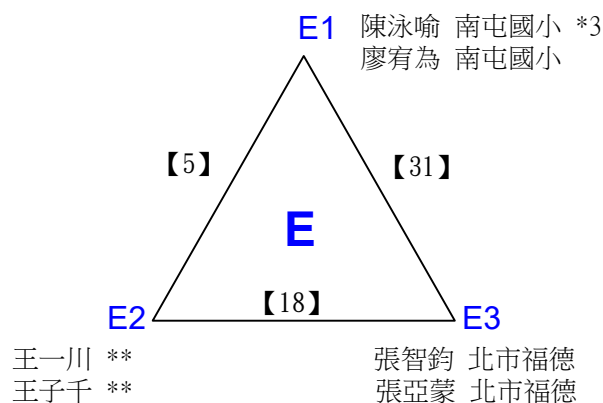 E1 陳泳喻 南屯國小 *3
廖宥為 南屯國小
【5】
【31】
E
【18】
E2
E3
王一川 **
王子千 **
張智鈞 北市福德
張亞蒙 北市福德